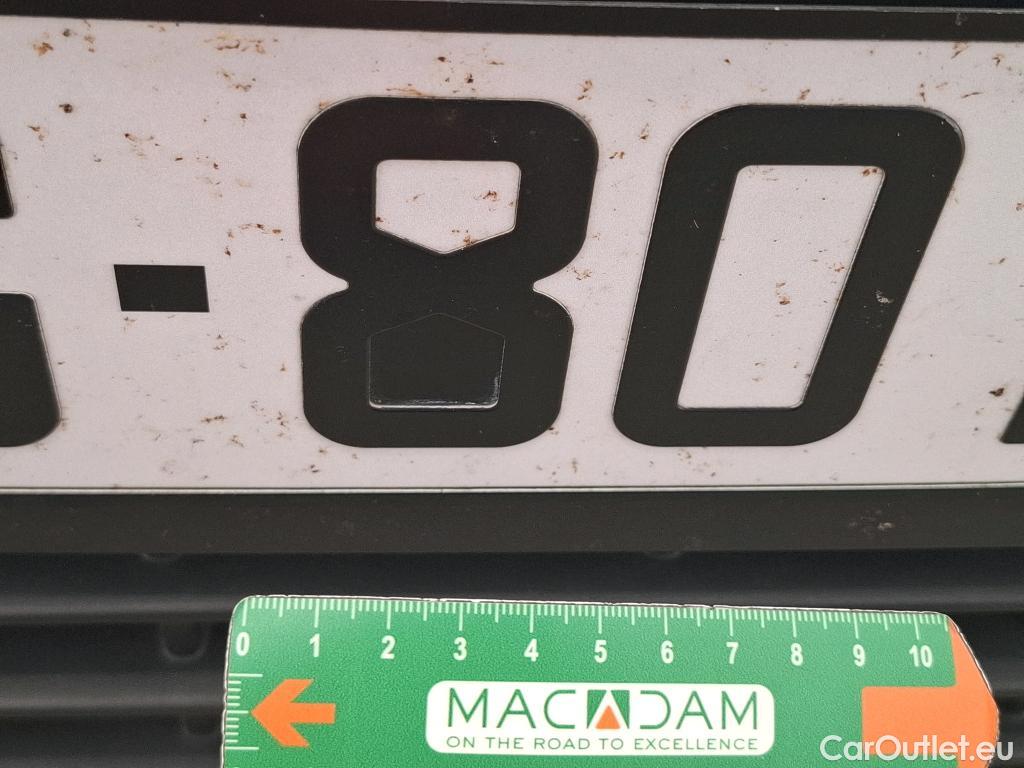 -80
0 1 2 3 4 5 6 7 8 9 10
MACADAM
ON THE ROAD TO EXCELLENCE
CarOutlet.eu